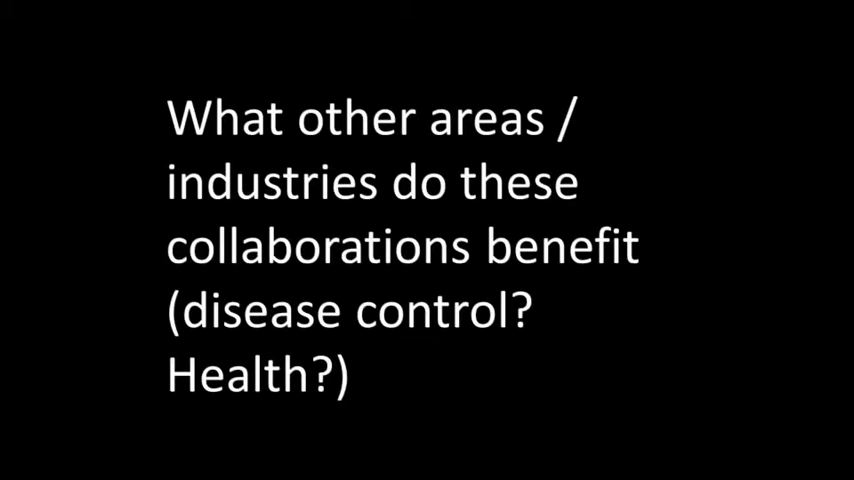 What other areas /
industries do these
collaborations benefit
(disease control?
Health?)